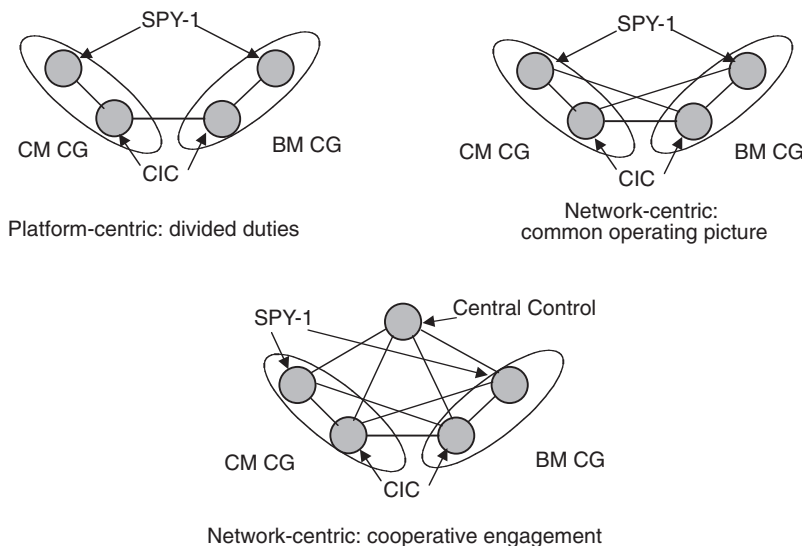 SPY-1
CM CG
CIC
BM CG
Platform-centric: divided duties
SPY-1
CM CG
CIC
BM CG
Network-centric:
common operating picture
Central Control
SPY-1
CM CG
CIC
BM CG
Network-centric: cooperative engagement